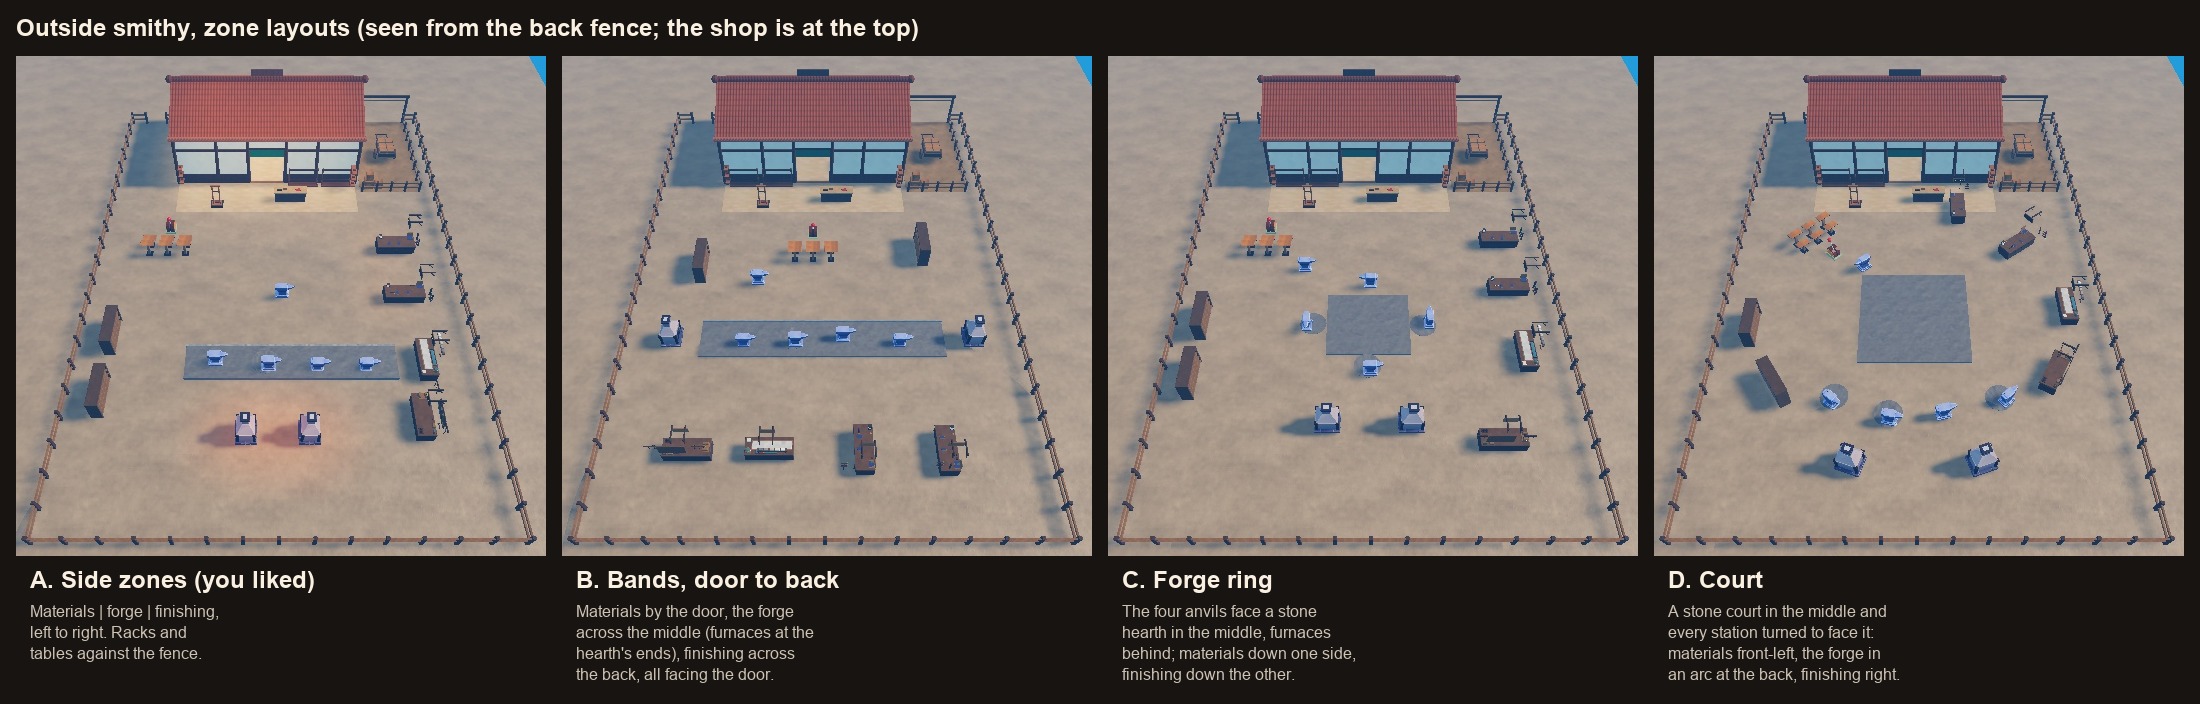 Outside smithy, zone layouts (seen from the back fence; the shop is at the top)
A. Side zones (you liked)
Materials | forge | finishing,
left to right. Racks and
tables against the fence.
B. Bands, door to back
Materials by the door, the forge
across the middle (furnaces at the
hearth's ends), finishing across
the back, all facing the door.
C. Forge ring
The four anvils face a stone
hearth in the middle, furnaces
behind; materials down one side,
finishing down the other.
D. Court
A stone court in the middle and
every station turned to face it:
materials front-left, the forge in
an arc at the back, finishing right.